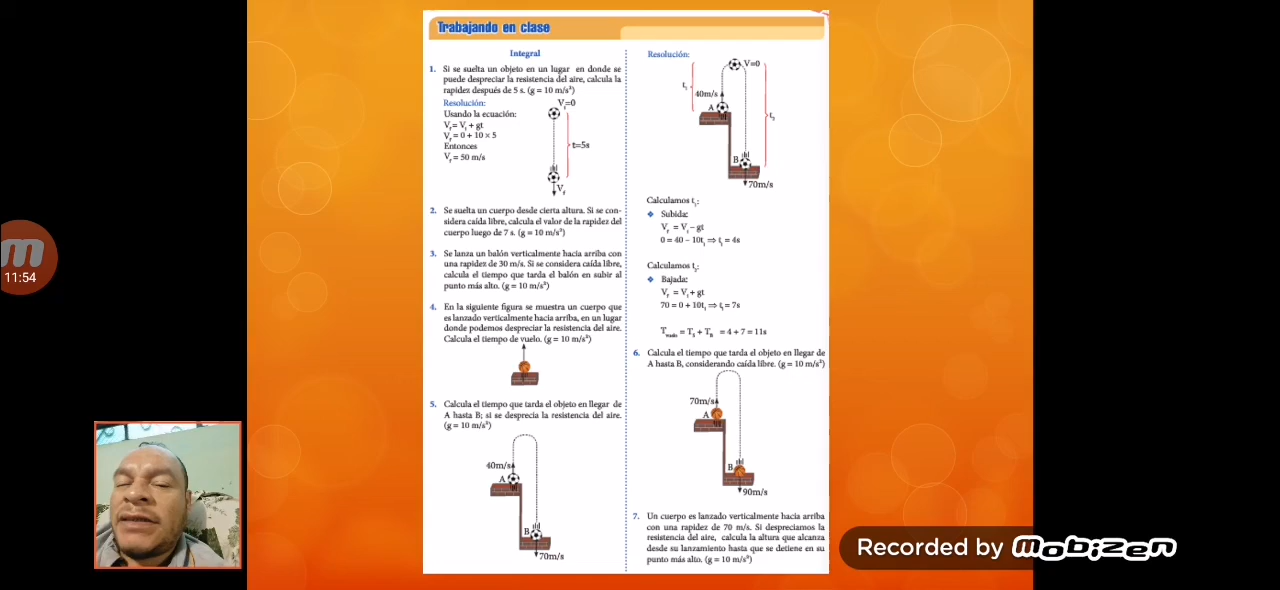 Trabajando en clase
Integral
1. Si se suelta un objeto en un lugar en donde se
puede despreciar la resistencia del aire, calcula la
rapidez después de 5 s. (g = 10 m/s²)
Resolución:
Usando la ecuación:
V_f = V_i + gt
V_f = 0 + 10 × 5
Entonces
V_f = 50 m/s
V_i=0
t=5s
V_f
2. Se suelta un cuerpo desde cierta altura. Si se con-
sidera caída libre, calcula el valor de la rapidez del
cuerpo luego de 7 s. (g = 10 m/s²)
3. Se lanza un balón verticalmente hacia arriba con
una rapidez de 30 m/s. Si se considera caída libre,
calcula el tiempo que tarda el balón en subir al
punto más alto. (g = 10 m/s²)
4. En la siguiente figura se muestra un cuerpo que
es lanzado verticalmente hacia arriba, en un lugar
donde podemos despreciar la resistencia del aire.
Calcula el tiempo de vuelo. (g = 10 m/s²)
5. Calcula el tiempo que tarda el objeto en llegar de
A hasta B; si se desprecia la resistencia del aire.
(g = 10 m/s²)
40m/s
A
B
70m/s
Resolución:
V=0
40m/s
A
B
70m/s
Calculamos t₁:
❖ Subida:
V_f = V_i − gt
0 = 40 − 10t₁ ⇒ t₁ = 4s
Calculamos t₂:
❖ Bajada:
V_f = V_i + gt
70 = 0 + 10t ⇒ t = 7s
T_vuelo = T_S + T_B = 4 + 7 = 11s
6. Calcula el tiempo que tarda el objeto en llegar de
A hasta B, considerando caída libre. (g = 10 m/s²)
70m/s
A
B
90m/s
7. Un cuerpo es lanzado verticalmente hacia arriba
con una rapidez de 70 m/s. Si despreciamos la
resistencia del aire, calcula la altura que alcanza
desde su lanzamiento hasta que se detiene en su
punto más alto. (g = 10 m/s²)
11:54
Recorded by mobizen